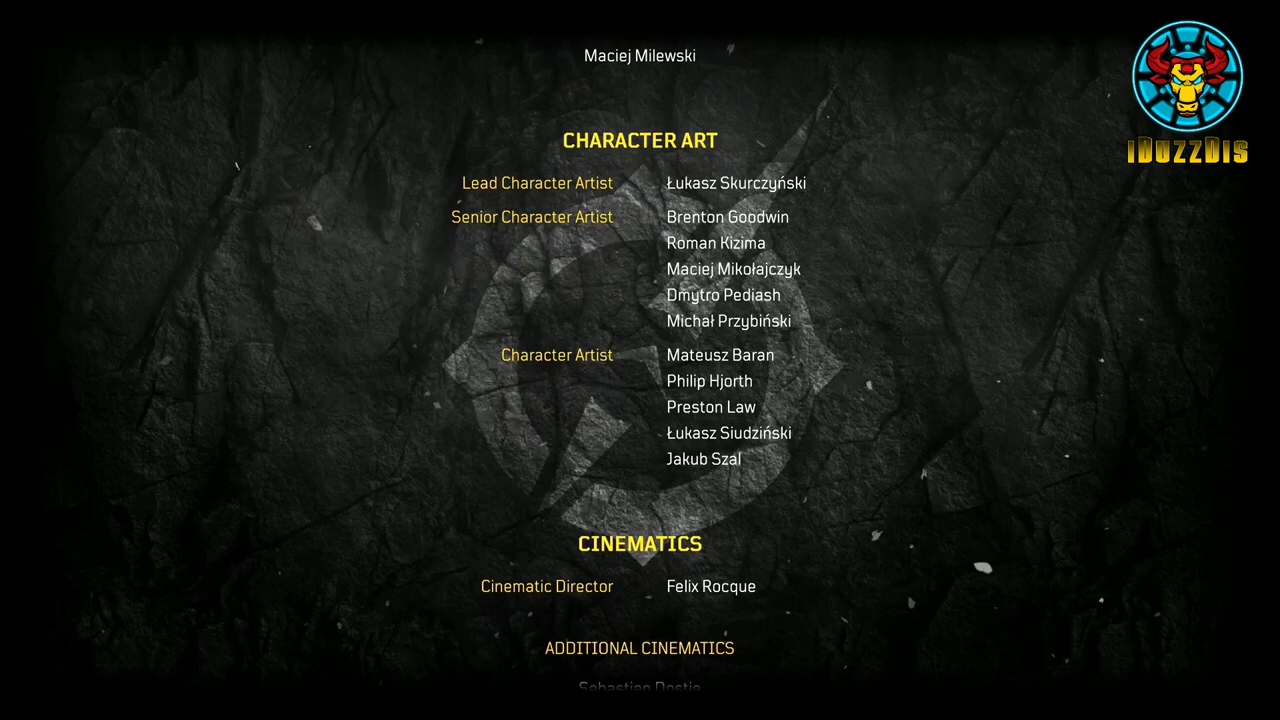 Maciej Milewski
iDuzzDis
CHARACTER ART
Lead Character Artist Łukasz Skurczyński
Senior Character Artist Brenton Goodwin
Roman Kizima
Maciej Mikołajczyk
Dmytro Pediash
Michał Przybiński
Character Artist Mateusz Baran
Philip Hjorth
Preston Law
Łukasz Siudziński
Jakub Szal
CINEMATICS
Cinematic Director Felix Rocque
ADDITIONAL CINEMATICS
Sebastien Dostie